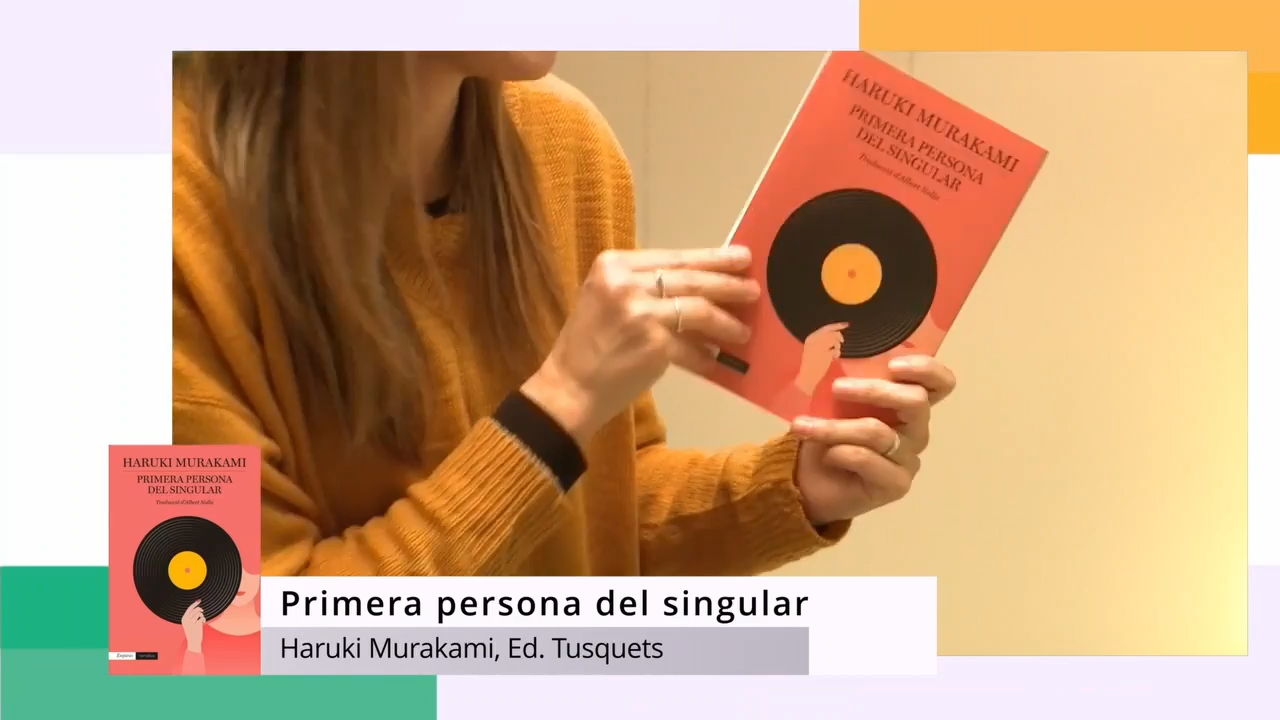 HARUKI MURAKAMI
PRIMERA PERSONA
DEL SINGULAR
Traducció d'Albert Nolla
HARUKI MURAKAMI
PRIMERA PERSONA
DEL SINGULAR
Traducció d'Albert Nolla
Empúries
Primera persona del singular
Haruki Murakami, Ed. Tusquets